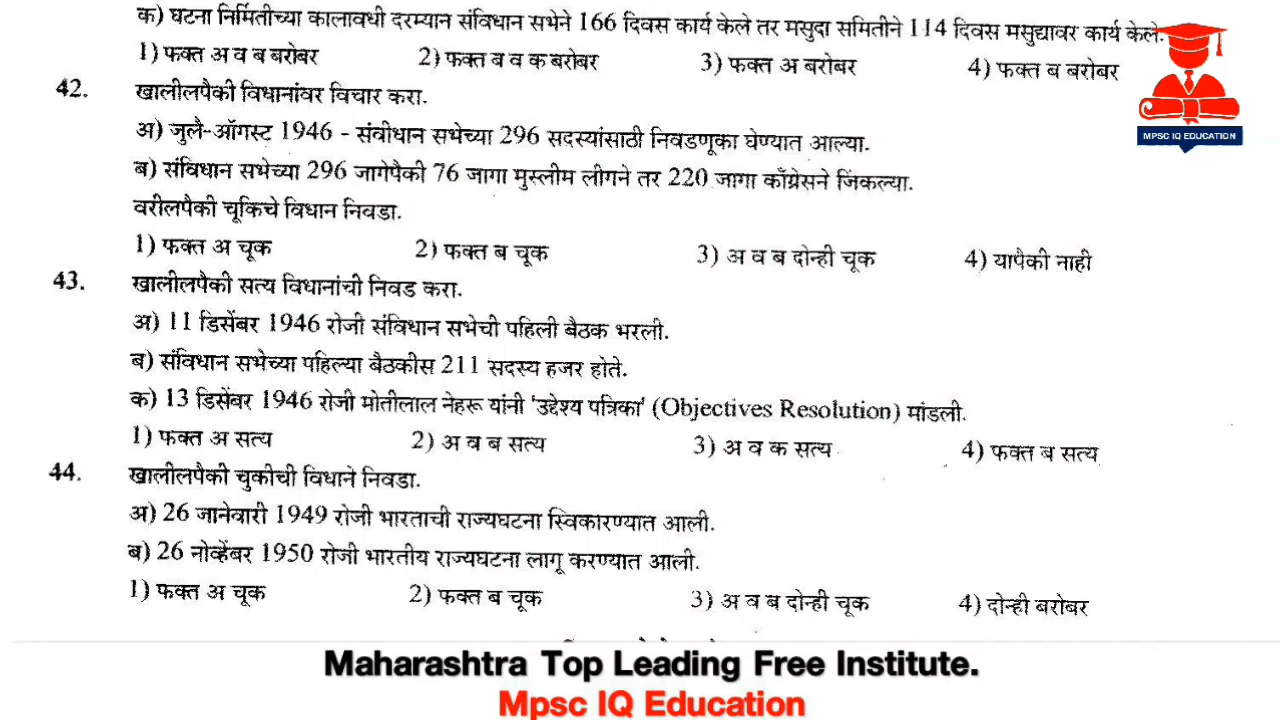 क) घटना निर्मितीच्या कालावधी दरम्यान संविधान सभेने 166 दिवस कार्य केले तर मसुदा समितीने 114 दिवस मसुद्यावर कार्य केले.
1) फक्त अ व ब बरोबर 2) फक्त ब व क बरोबर 3) फक्त अ बरोबर 4) फक्त ब बरोबर
42. खालीलपैकी विधानांवर विचार करा.
अ) जुलै-ऑगस्ट 1946 - संवीधान सभेच्या 296 सदस्यांसाठी निवडणूका घेण्यात आल्या.
ब) संविधान सभेच्या 296 जागेपैकी 76 जागा मुस्लीम लीगने तर 220 जागा काँग्रेसने जिंकल्या.
वरीलपैकी चूकिचे विधान निवडा.
1) फक्त अ चूक 2) फक्त ब चूक 3) अ व ब दोन्ही चूक 4) यापैकी नाही
43. खालीलपैकी सत्य विधानांची निवड करा.
अ) 11 डिसेंबर 1946 रोजी संविधान सभेची पहिली बैठक भरली.
ब) संविधान सभेच्या पहिल्या बैठकीस 211 सदस्य हजर होते.
क) 13 डिसेंबर 1946 रोजी मोतीलाल नेहरू यांनी 'उद्देश्य पत्रिका' (Objectives Resolution) मांडली.
1) फक्त अ सत्य 2) अ व ब सत्य 3) अ व क सत्य 4) फक्त ब सत्य
44. खालीलपैकी चुकीची विधाने निवडा.
अ) 26 जानेवारी 1949 रोजी भारताची राज्यघटना स्विकारण्यात आली.
ब) 26 नोव्हेंबर 1950 रोजी भारतीय राज्यघटना लागू करण्यात आली.
1) फक्त अ चूक 2) फक्त ब चूक 3) अ व ब दोन्ही चूक 4) दोन्ही बरोबर
MPSC IQ EDUCATION
Maharashtra Top Leading Free Institute.
Mpsc IQ Education